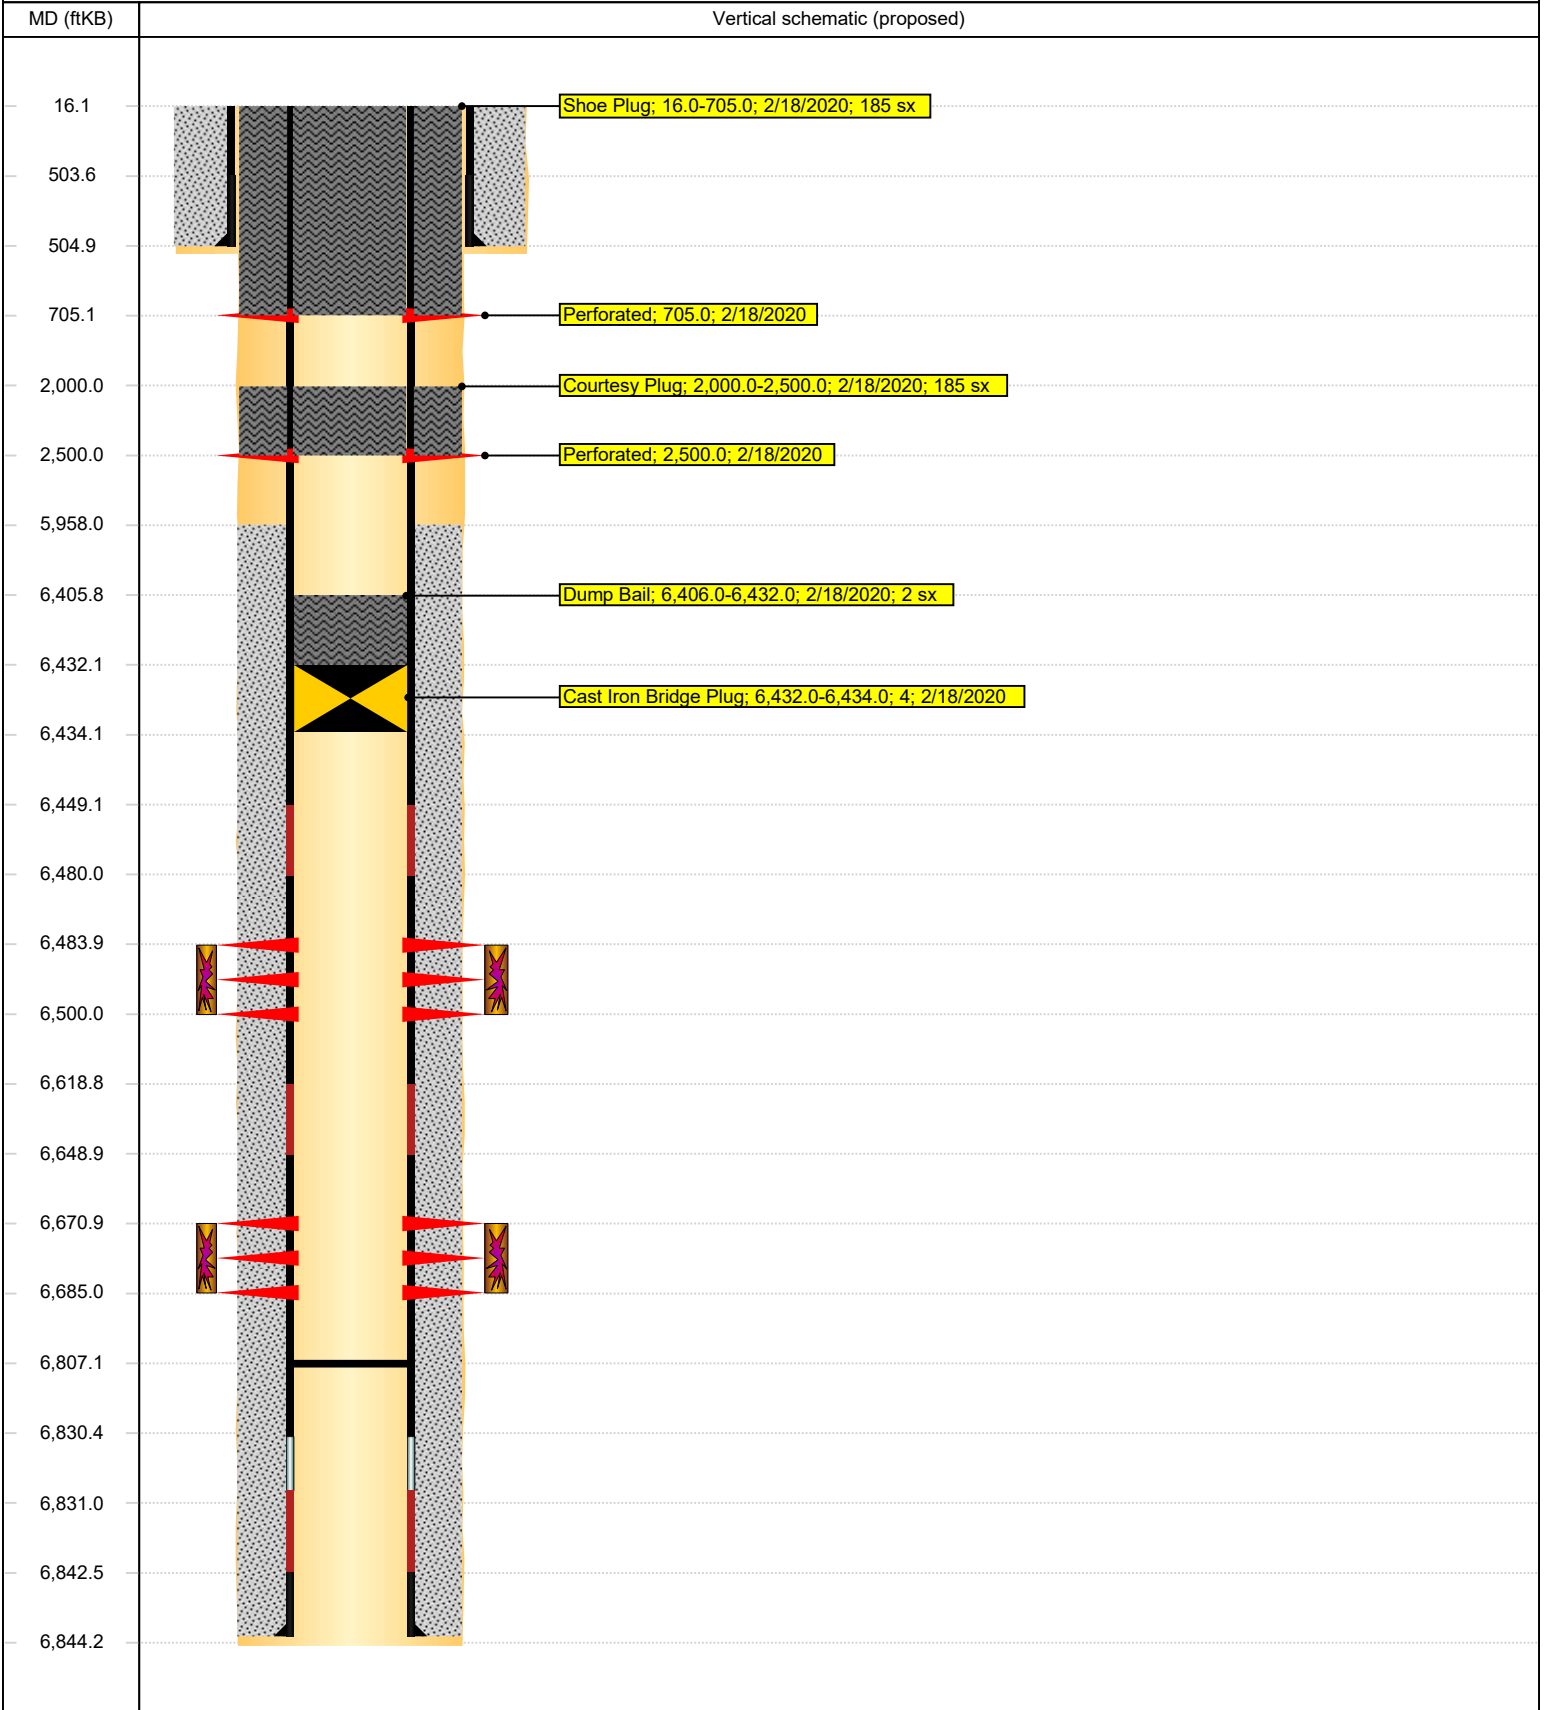 MD (ftKB)
Vertical schematic (proposed)
16.1
Shoe Plug; 16.0-705.0; 2/18/2020; 185 sx
503.6
504.9
705.1
Perforated; 705.0; 2/18/2020
2,000.0
Courtesy Plug; 2,000.0-2,500.0; 2/18/2020; 185 sx
2,500.0
Perforated; 2,500.0; 2/18/2020
5,958.0
6,405.8
Dump Bail; 6,406.0-6,432.0; 2/18/2020; 2 sx
6,432.1
Cast Iron Bridge Plug; 6,432.0-6,434.0; 4; 2/18/2020
6,434.1
6,449.1
6,480.0
6,483.9
6,500.0
6,618.8
6,648.9
6,670.9
6,685.0
6,807.1
6,830.4
6,831.0
6,842.5
6,844.2